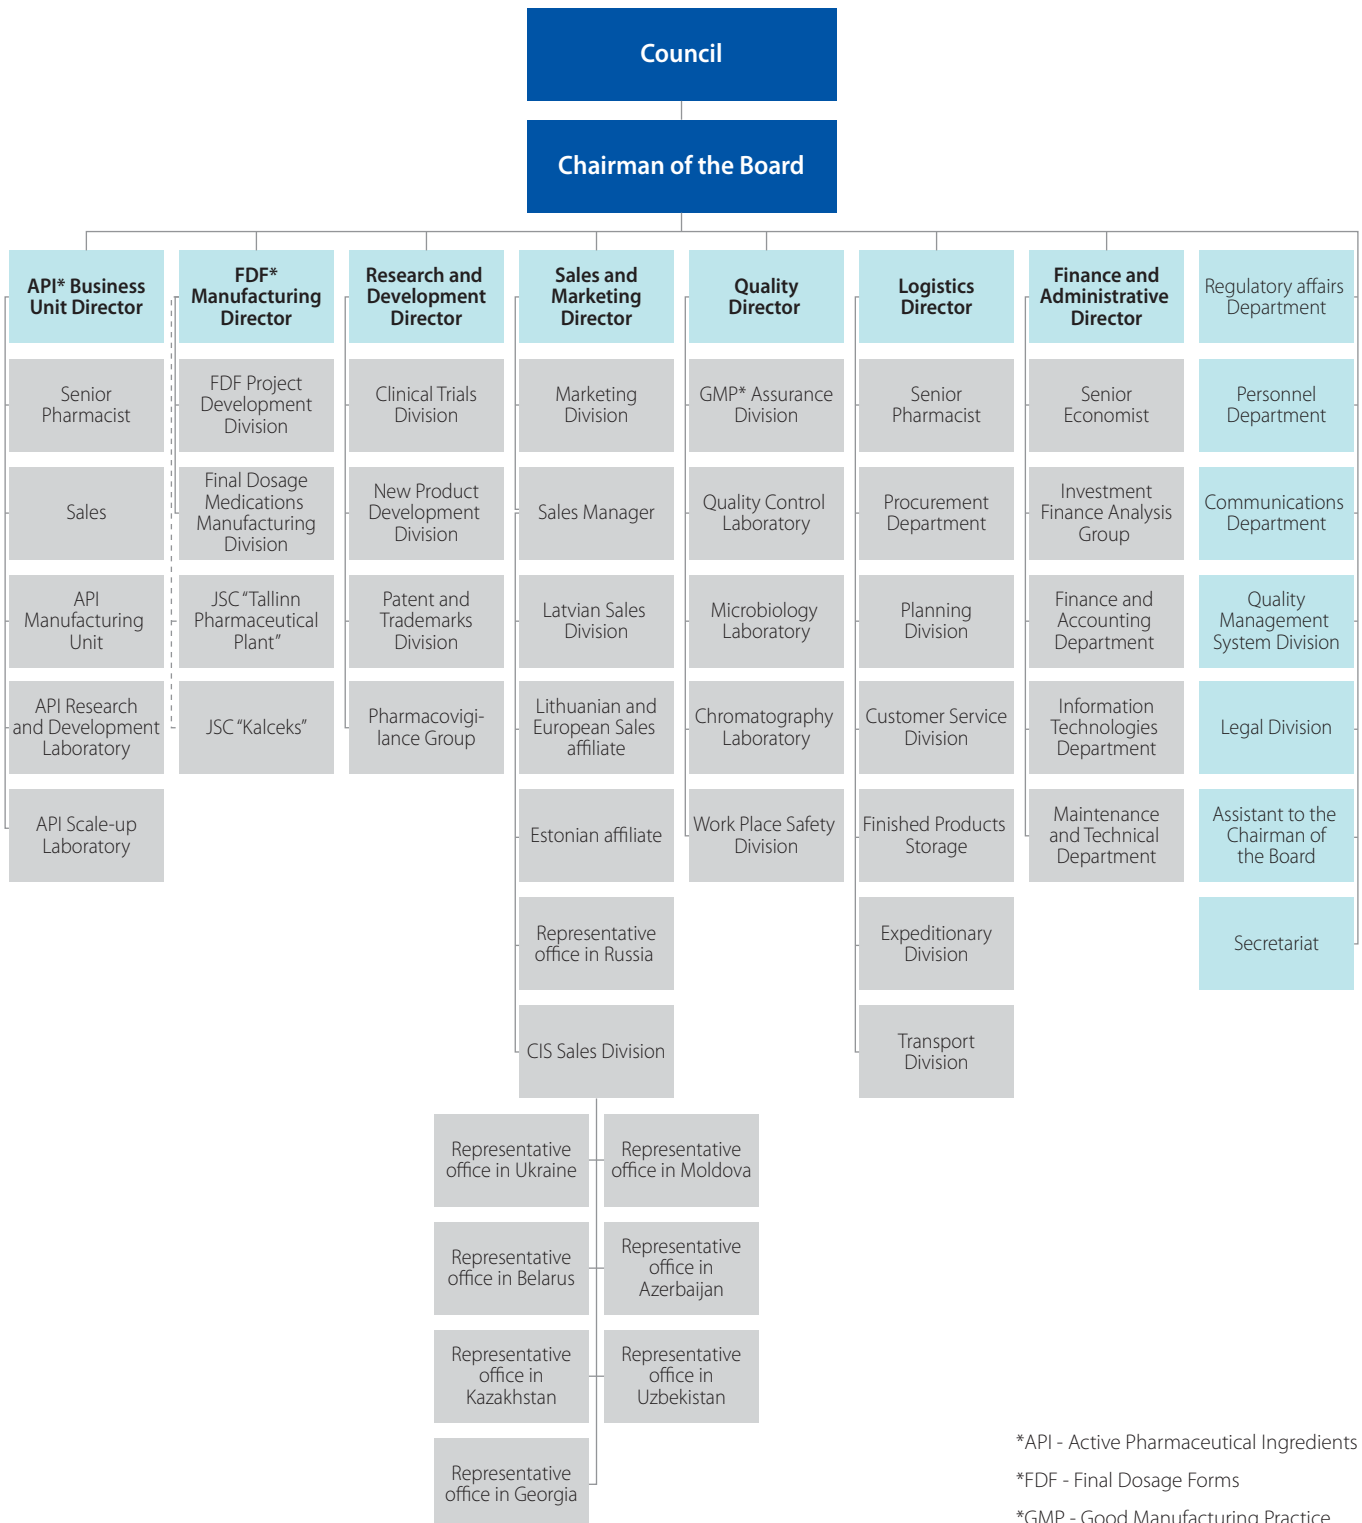 Council
Chairman of the Board
API* Business
Unit Director
Senior
Pharmacist
Sales
API
Manufacturing
Unit
API Research
and Development
Laboratory
API Scale-up
Laboratory
FDF*
Manufacturing
Director
FDF Project
Development
Division
Final Dosage
Medications
Manufacturing
Division
JSC “Tallinn
Pharmaceutical
Plant”
JSC “Kalceks”
Research and
Development
Director
Clinical Trials
Division
New Product
Development
Division
Patent and
Trademarks
Division
Pharmacovigi-
lance Group
Sales and
Marketing
Director
Marketing
Division
Sales Manager
Latvian Sales
Division
Lithuanian and
European Sales
affiliate
Estonian affiliate
Representative
office in Russia
CIS Sales Division
Representative
office in Ukraine
Representative
office in Moldova
Representative
office in Belarus
Representative
office in
Azerbaijan
Representative
office in
Kazakhstan
Representative
office in
Uzbekistan
Representative
office in Georgia
Quality
Director
GMP* Assurance
Division
Quality Control
Laboratory
Microbiology
Laboratory
Chromatography
Laboratory
Work Place Safety
Division
Logistics
Director
Senior
Pharmacist
Procurement
Department
Planning
Division
Customer Service
Division
Finished Products
Storage
Expeditionary
Division
Transport
Division
Finance and
Administrative
Director
Senior
Economist
Investment
Finance Analysis
Group
Finance and
Accounting
Department
Information
Technologies
Department
Maintenance
and Technical
Department
Regulatory affairs
Department
Personnel
Department
Communications
Department
Quality
Management
System Division
Legal Division
Assistant to the
Chairman of
the Board
Secretariat
*API - Active Pharmaceutical Ingredients
*FDF - Final Dosage Forms
*GMP - Good Manufacturing Practice